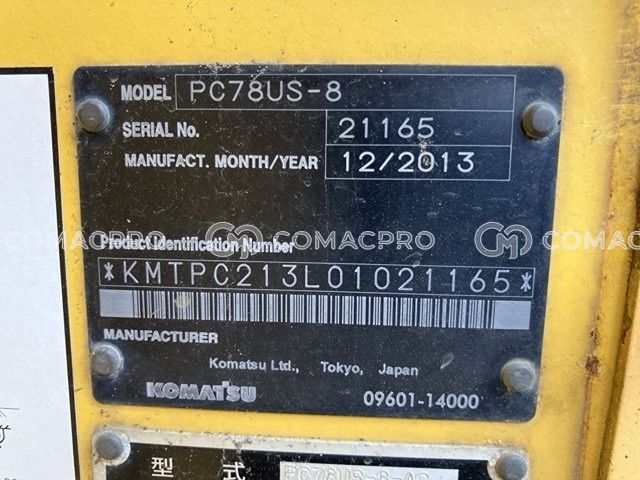 MODEL PC78US-8
SERIAL No. 21165
MANUFACT. MONTH/YEAR 12/2013
COMACPRO COMACPRO
Product Identification Number
*KMTPC213L01021165*
MANUFACTURER
Komatsu Ltd., Tokyo, Japan
KOMATSU 09601-14000
型 式